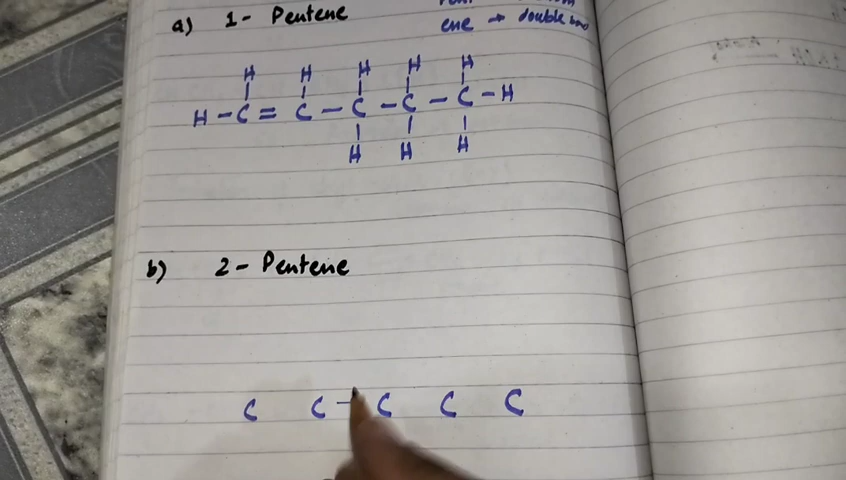 a) 1- Pentene
ene → double
H H H H H
H - C = C - C - C - C - H
H H H
b) 2- Pentene
C C - C C C